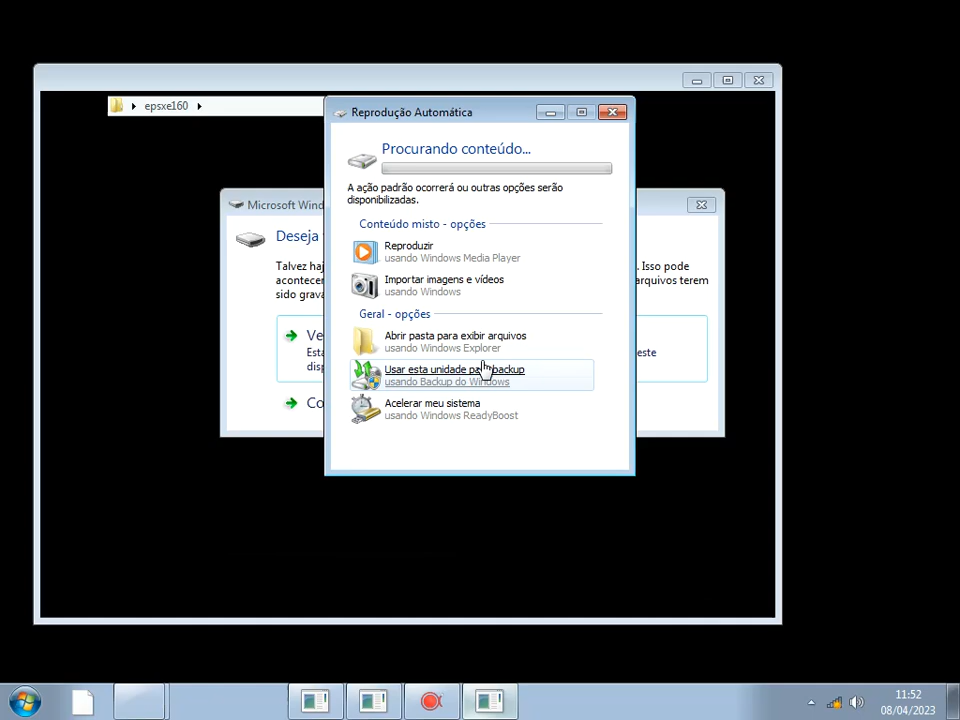 epsxe160
Reprodução Automática
Procurando conteúdo...
A ação padrão ocorrerá ou outras opções serão
disponibilizadas.
Conteúdo misto - opções
Reproduzir
usando Windows Media Player
Importar imagens e vídeos
usando Windows
Geral - opções
Abrir pasta para exibir arquivos
usando Windows Explorer
Usar esta unidade para backup
usando Backup do Windows
Acelerar meu sistema
usando Windows ReadyBoost
Microsoft Wind
Deseja
Talvez haj
. Isso pode
acontecer
arquivos terem
sido grava
Ve
Esta
este
disp
Co
11:52
08/04/2023